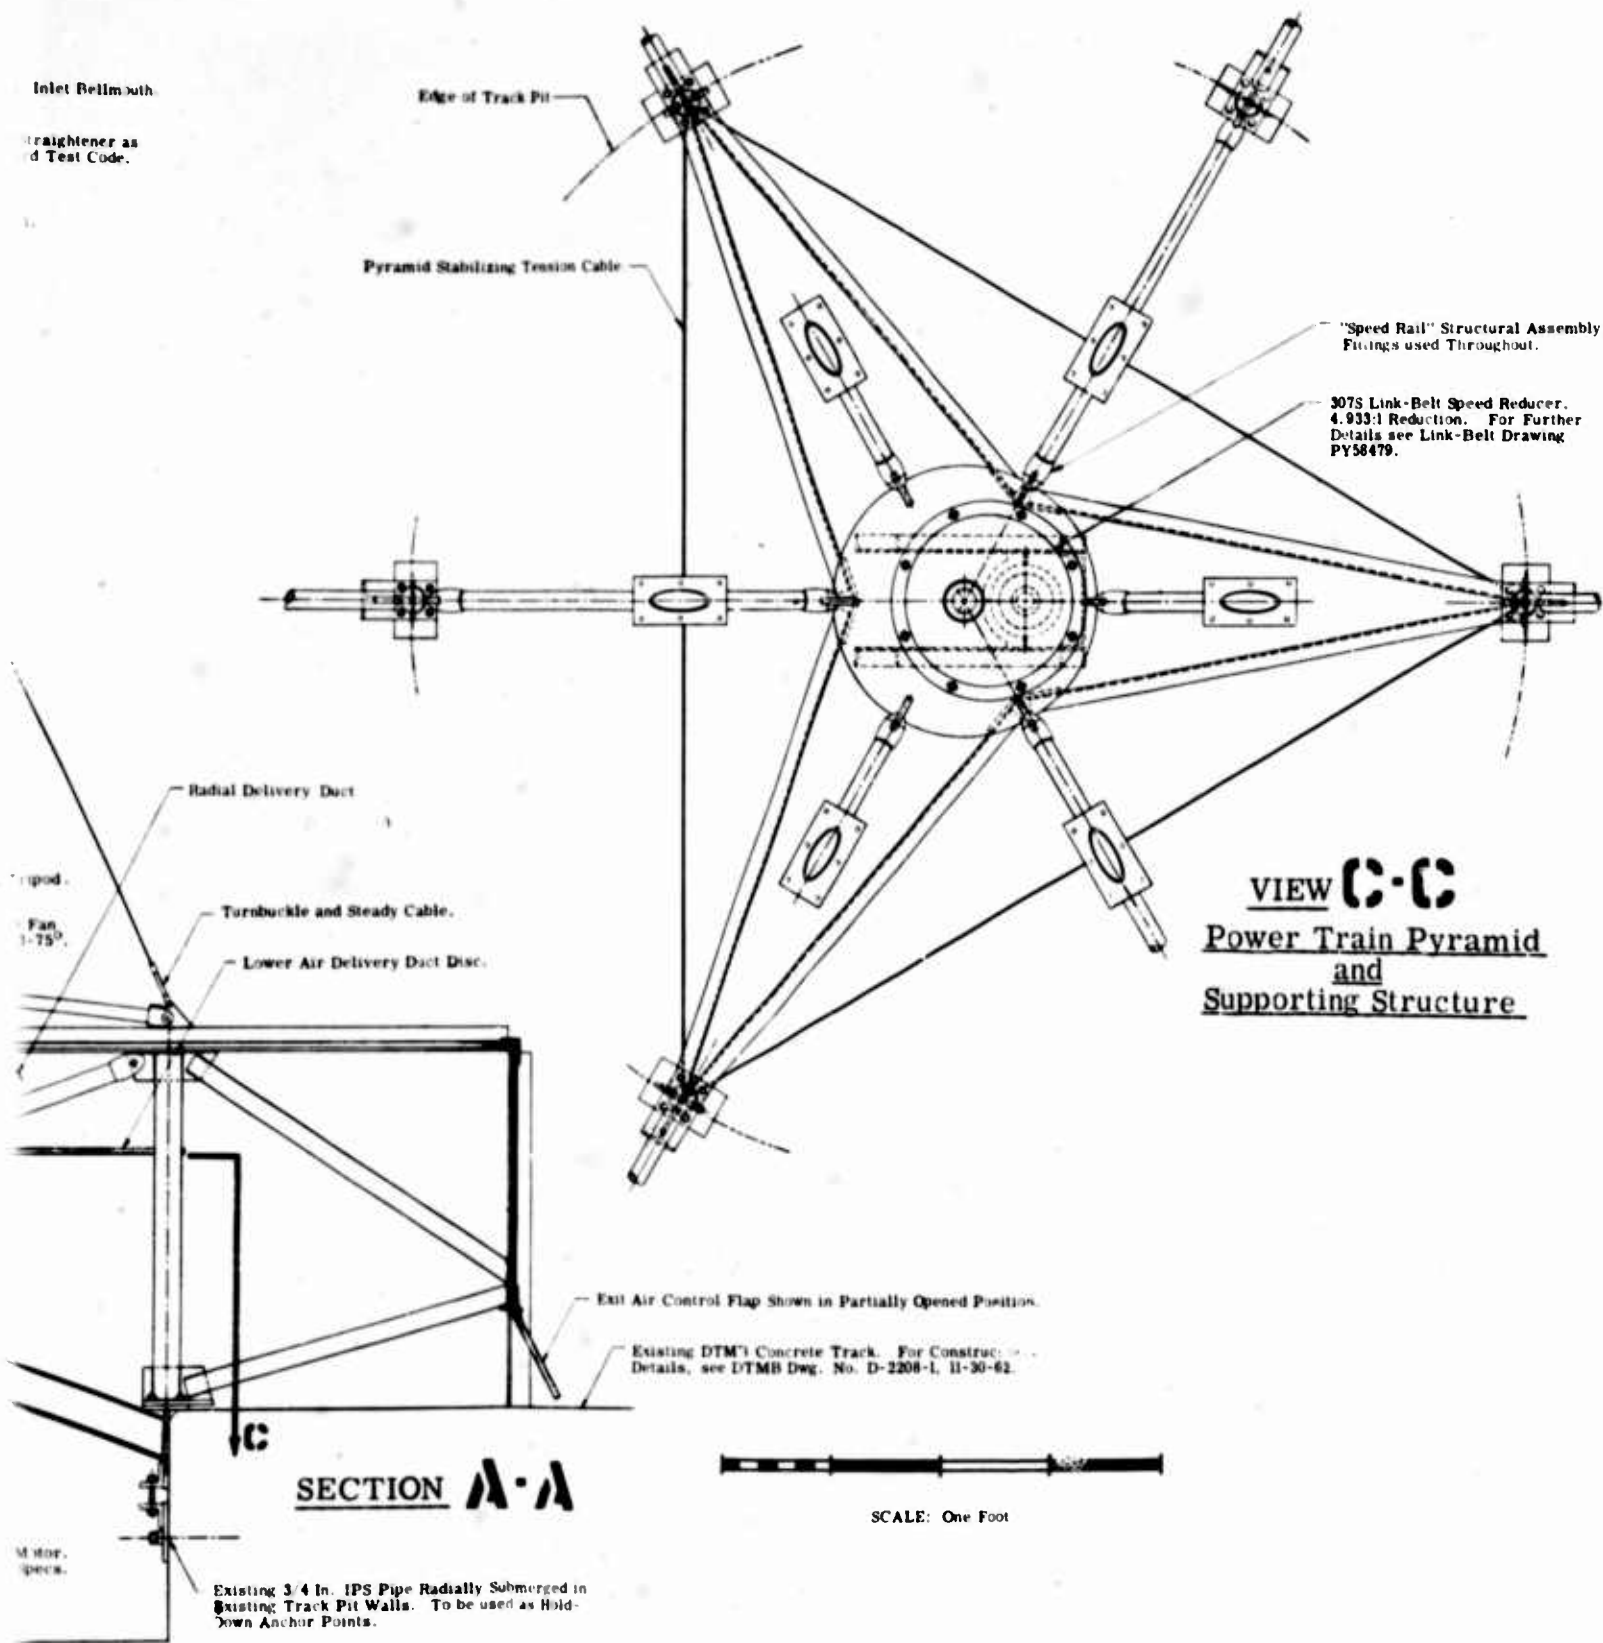 Inlet Bellmouth
Edge of Track Pit
traightener as
d Test Code.
Pyramid Stabilizing Tension Cable
"Speed Rail" Structural Assembly
Fittings used Throughout.
307S Link-Belt Speed Reducer.
4.933:1 Reduction. For Further
Details see Link-Belt Drawing
PY58479.
Radial Delivery Duct
ipod.
Turnbuckle and Steady Cable.
Fan
-75°.
Lower Air Delivery Duct Disc.
VIEW C-C
Power Train Pyramid
and
Supporting Structure
Exit Air Control Flap Shown in Partially Opened Position.
Existing DTMB Concrete Track. For
Details, see DTMB Dwg. No. D-2208-1, 11-30-62.
C
SECTION A-A
SCALE: One Foot
Motor.
Specs.
Existing 3/4 In. IPS Pipe Radially Submerged in
Existing Track Pit Walls. To be used as Hold-
Down Anchor Points.